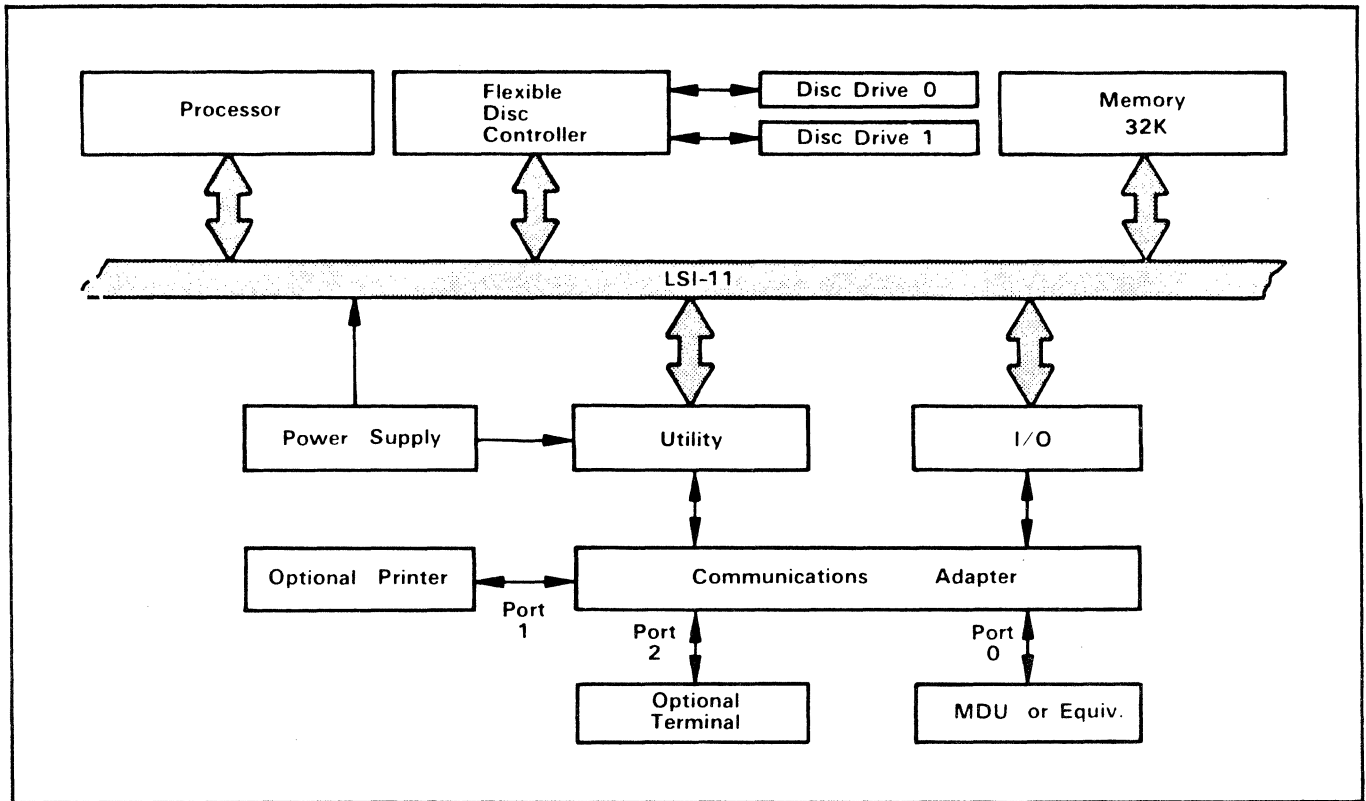 Processor
Flexible
Disc
Controller
Disc Drive 0
Disc Drive 1
Memory
32K
LSI-11
Power Supply
Utility
I/O
Optional Printer
Communications Adapter
Port
1
Port
2
Port
0
Optional
Terminal
MDU or Equiv.